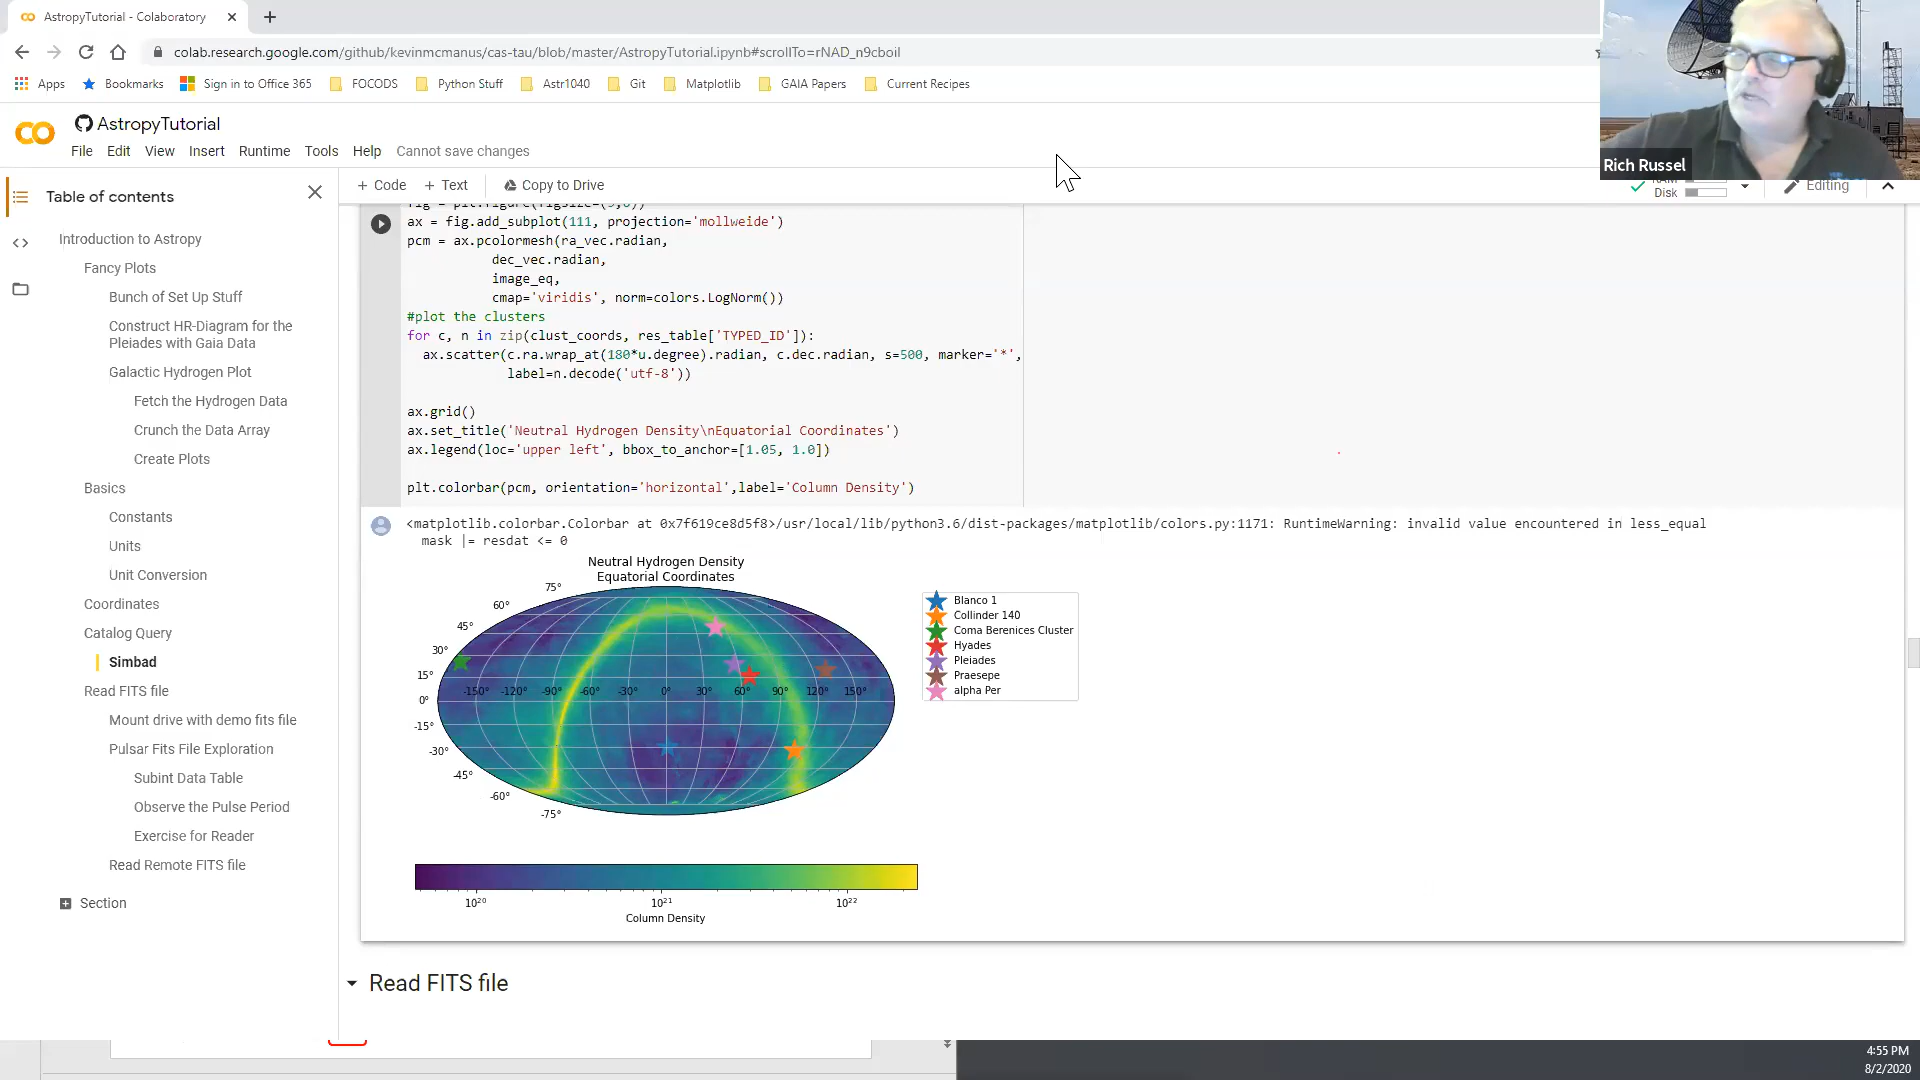 AstropyTutorial - Colaboratory
colab.research.google.com/github/kevinmcmanus/cas-tau/blob/master/AstropyTutorial.ipynb#scrollTo=rNAD_n9cboil
Apps Bookmarks Sign in to Office 365 FOCODS Python Stuff Astr1040 Git Matplotlib GAIA Papers Current Recipes
Rich Russel
AstropyTutorial
File Edit View Insert Runtime Tools Help Cannot save changes
+ Code + Text Copy to Drive
Disk
Editing
Table of contents
Introduction to Astropy
Fancy Plots
Bunch of Set Up Stuff
Construct HR-Diagram for the
Pleiades with Gaia Data
Galactic Hydrogen Plot
Fetch the Hydrogen Data
Crunch the Data Array
Create Plots
Basics
Constants
Units
Unit Conversion
Coordinates
Catalog Query
Simbad
Read FITS file
Mount drive with demo fits file
Pulsar Fits File Exploration
Subint Data Table
Observe the Pulse Period
Exercise for Reader
Read Remote FITS file
Section
ax = fig.add_subplot(111, projection='mollweide')
pcm = ax.pcolormesh(ra_vec.radian,
dec_vec.radian,
image_eq,
cmap='viridis', norm=colors.LogNorm())
#plot the clusters
for c, n in zip(clust_coords, res_table['TYPED_ID']):
ax.scatter(c.ra.wrap_at(180*u.degree).radian, c.dec.radian, s=500, marker='*',
label=n.decode('utf-8'))
ax.grid()
ax.set_title('Neutral Hydrogen Density\nEquatorial Coordinates')
ax.legend(loc='upper left', bbox_to_anchor=[1.05, 1.0])
plt.colorbar(pcm, orientation='horizontal',label='Column Density')
<matplotlib.colorbar.Colorbar at 0x7f619ce8d5f8>/usr/local/lib/python3.6/dist-packages/matplotlib/colors.py:1171: RuntimeWarning: invalid value encountered in less_equal
mask |= resdat <= 0
Neutral Hydrogen Density
Equatorial Coordinates
75°
60°
45°
30°
15°
0°
-15°
-30°
-45°
-60°
-75°
-150° -120° -90° -60° -30° 0° 30° 60° 90° 120° 150°
Blanco 1
Collinder 140
Coma Berenices Cluster
Hyades
Pleiades
Praesepe
alpha Per
10²⁰ 10²¹ 10²²
Column Density
Read FITS file
4:55 PM
8/2/2020